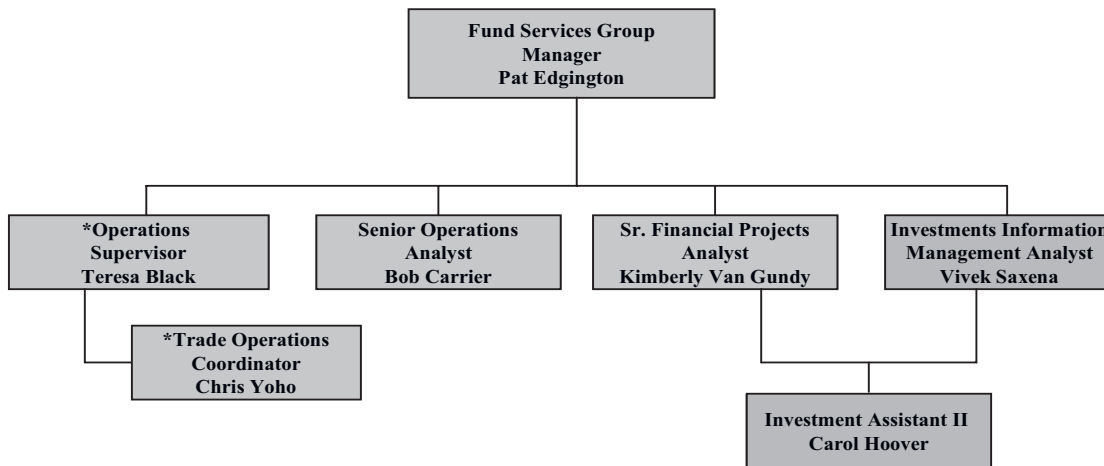 Fund Services Group
Manager
Pat Edgington
*Operations
Supervisor
Teresa Black
Senior Operations
Analyst
Bob Carrier
Sr. Financial Projects
Analyst
Kimberly Van Gundy
Investments Information
Management Analyst
Vivek Saxena
*Trade Operations
Coordinator
Chris Yoho
Investment Assistant II
Carol Hoover